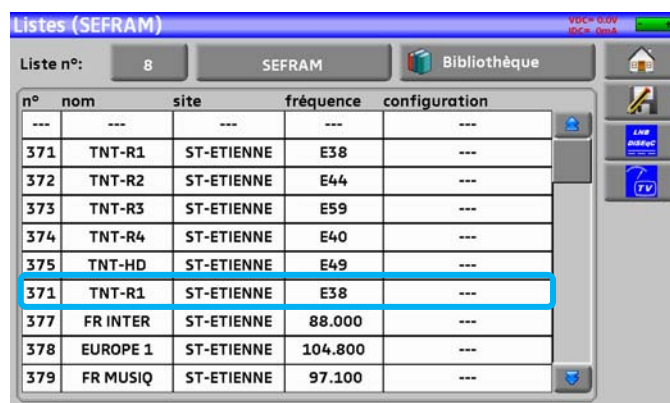 Listes (SEFRAM) VDC= 0.0V
IDC= 0mA
Liste n°: 8 SEFRAM Bibliothèque
n° nom site fréquence configuration
--- --- --- --- ---
371 TNT-R1 ST-ETIENNE E38 ---
372 TNT-R2 ST-ETIENNE E44 ---
373 TNT-R3 ST-ETIENNE E59 ---
374 TNT-R4 ST-ETIENNE E40 ---
375 TNT-HD ST-ETIENNE E49 ---
371 TNT-R1 ST-ETIENNE E38 ---
377 FR INTER ST-ETIENNE 88.000 ---
378 EUROPE 1 ST-ETIENNE 104.800 ---
379 FR MUSIQ ST-ETIENNE 97.100 ---
LNB
DiSEqC
TV